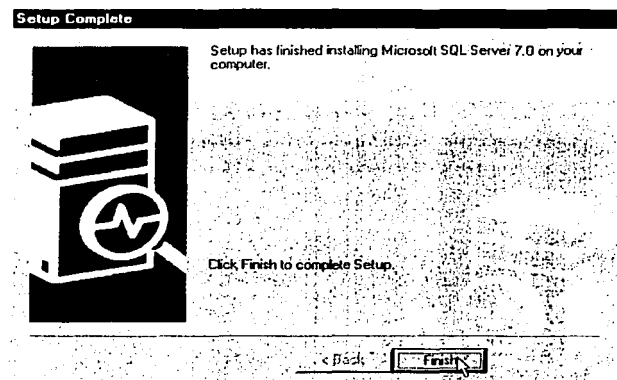 Setup Complete
Setup has finished installing Microsoft SQL Server 7.0 on your
computer.
Click Finish to complete Setup.
< Back
Finish